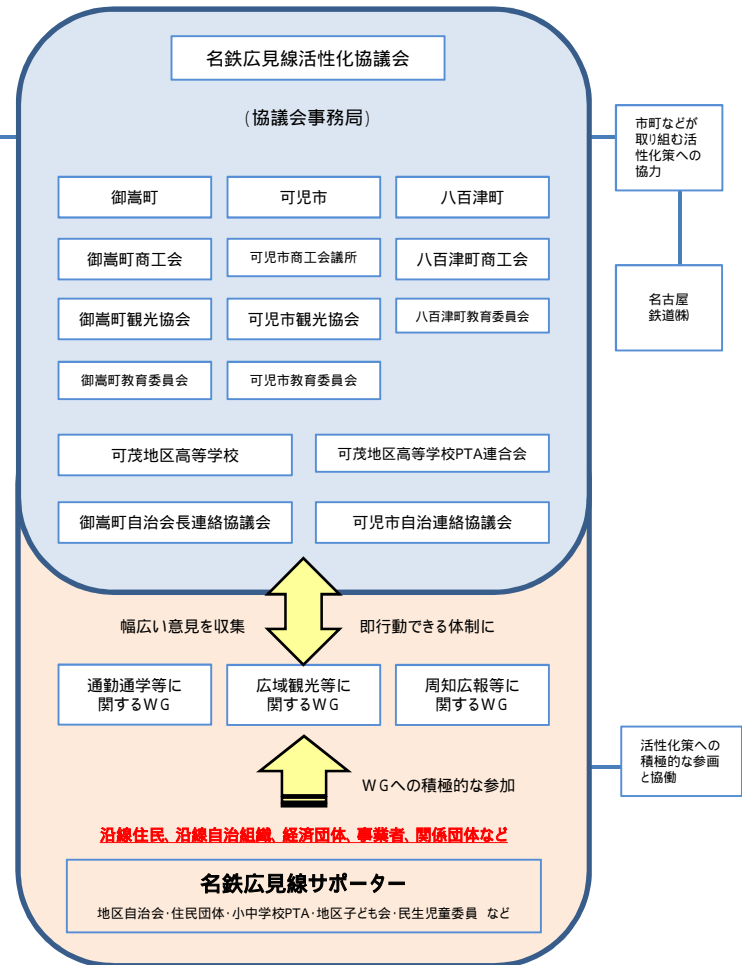 名鉄広見線活性化協議会
(協議会事務局)
御嵩町
可児市
八百津町
御嵩町商工会
可児市商工会議所
八百津町商工会
御嵩町観光協会
可児市観光協会
八百津町教育委員会
御嵩町教育委員会
可児市教育委員会
可茂地区高等学校
可茂地区高等学校PTA連合会
御嵩町自治会長連絡協議会
可児市自治連絡協議会
市町などが
取り組む活
性化策への
協力
名古屋
鉄道㈱
幅広い意見を収集
即行動できる体制に
通勤通学等に
関するWG
広域観光等に
関するWG
周知広報等に
関するWG
WGへの積極的な参加
活性化策への
積極的な参画
と協働
沿線住民、沿線自治組織、経済団体、事業者、関係団体など
名鉄広見線サポーター
地区自治会・住民団体・小中学校PTA・地区子ども会・民生児童委員 など